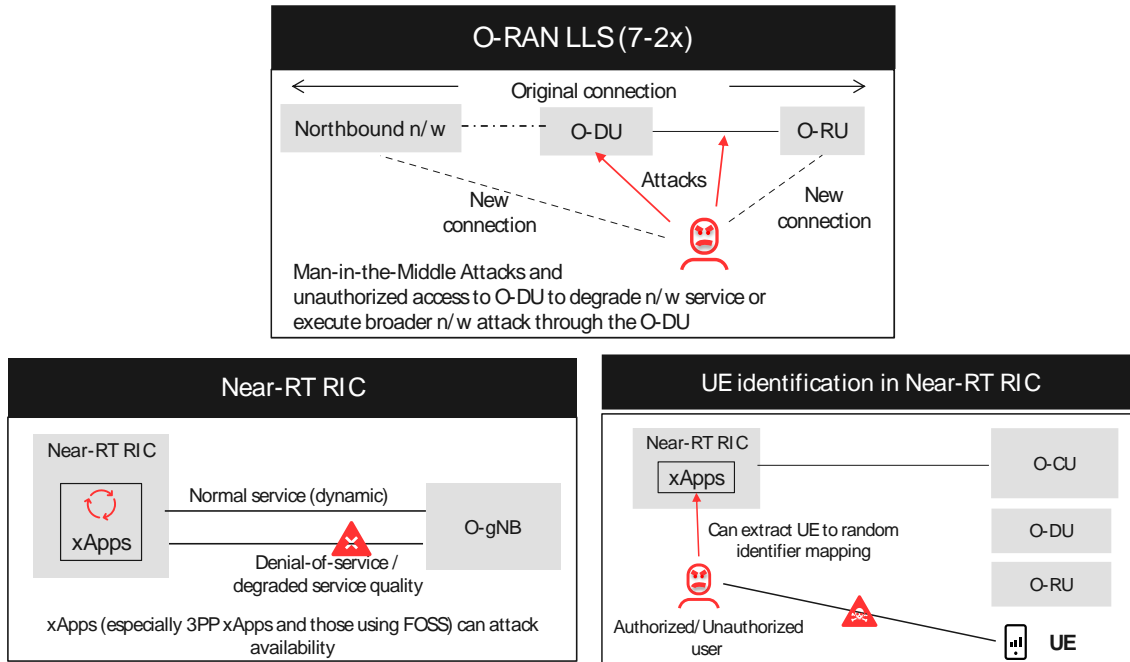 O-RAN LLS (7-2x)
Original connection
Northbound n/w
O-DU
O-RU
Attacks
New
connection
New
connection
Man-in-the-Middle Attacks and
unauthorized access to O-DU to degrade n/w service or
execute broader n/w attack through the O-DU
Near-RT RIC
Near-RT RIC
xApps
Normal service (dynamic)
O-gNB
Denial-of-service /
degraded service quality
xApps (especially 3PP xApps and those using FOSS) can attack
availability
UE identification in Near-RT RIC
Near-RT RIC
xApps
O-CU
Can extract UE to random
identifier mapping
O-DU
O-RU
Authorized/Unauthorized
user
UE